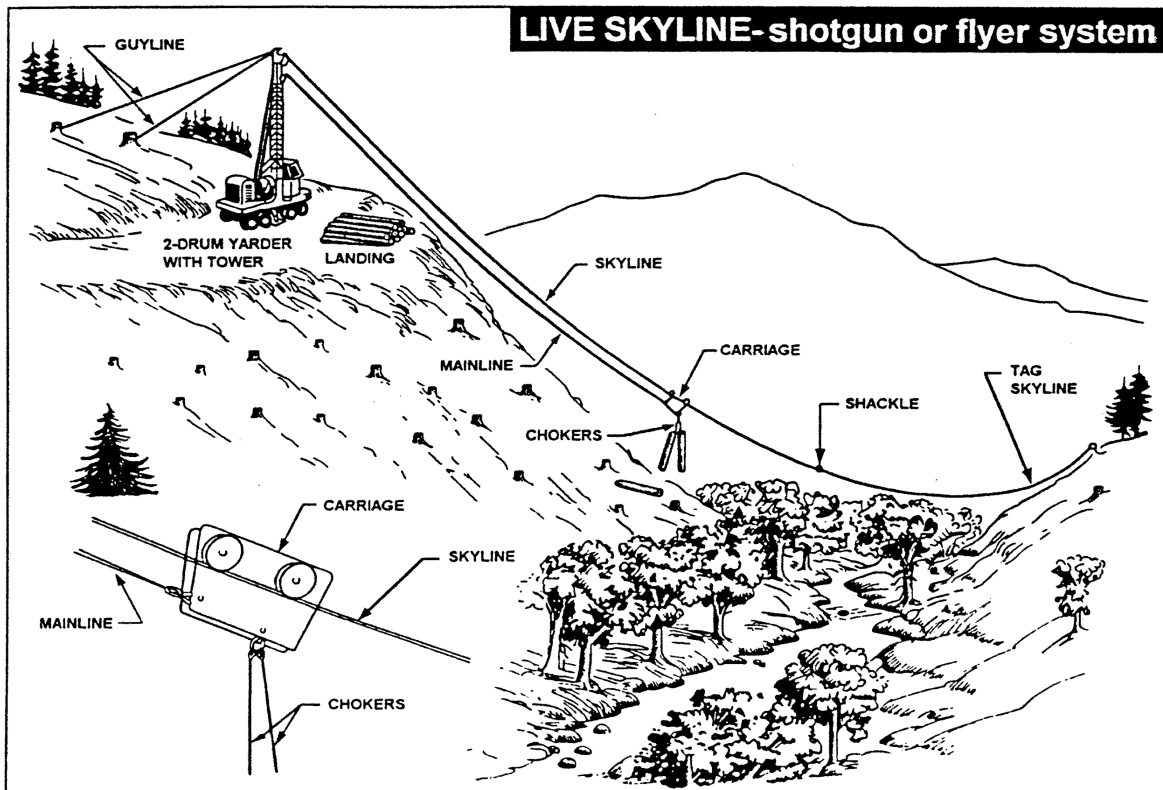 LIVE SKYLINE-shotgun or flyer system
GUYLINE
2-DRUM YARDER
WITH TOWER
LANDING
SKYLINE
MAINLINE
CARRIAGE
TAG
SKYLINE
SHACKLE
CHOKERS
CARRIAGE
SKYLINE
MAINLINE
CHOKERS